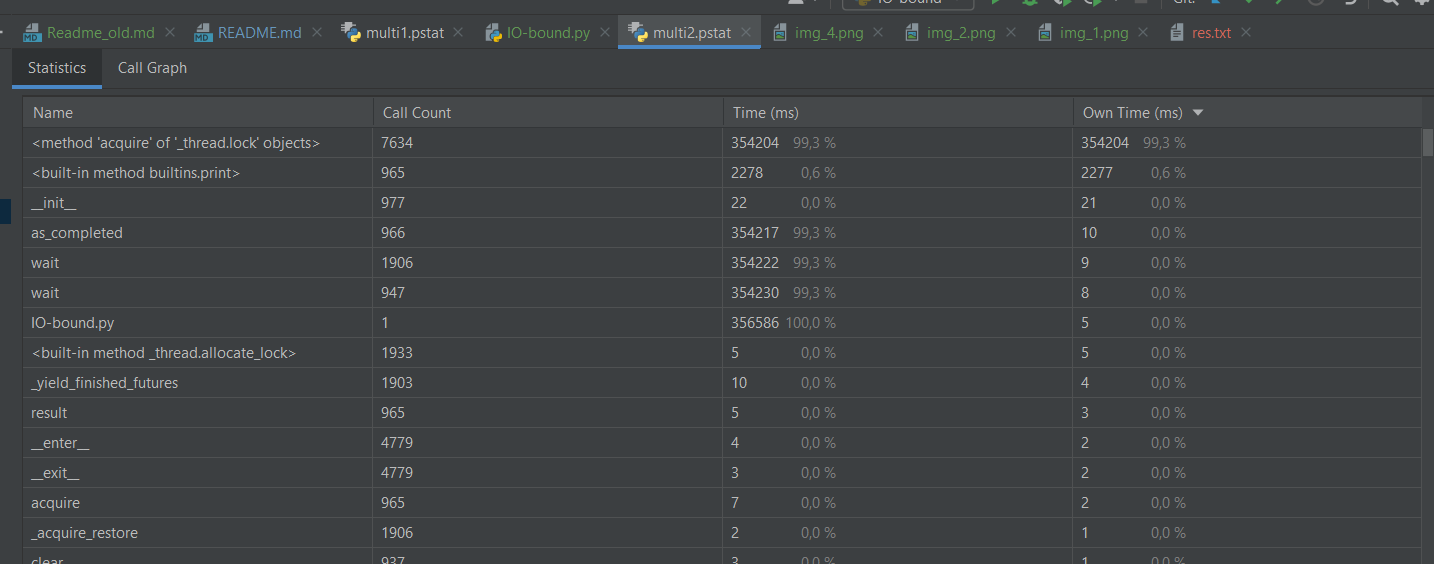 Git:
Readme_old.md README.md multi1.pstat IO-bound.py multi2.pstat img_4.png img_2.png img_1.png res.txt
Statistics Call Graph
Name Call Count Time (ms) Own Time (ms)
<method 'acquire' of '_thread.lock' objects> 7634 354204 99,3 % 354204 99,3 %
<built-in method builtins.print> 965 2278 0,6 % 2277 0,6 %
__init__ 977 22 0,0 % 21 0,0 %
as_completed 966 354217 99,3 % 10 0,0 %
wait 1906 354222 99,3 % 9 0,0 %
wait 947 354230 99,3 % 8 0,0 %
IO-bound.py 1 356586 100,0 % 5 0,0 %
<built-in method _thread.allocate_lock> 1933 5 0,0 % 5 0,0 %
_yield_finished_futures 1903 10 0,0 % 4 0,0 %
result 965 5 0,0 % 3 0,0 %
__enter__ 4779 4 0,0 % 2 0,0 %
__exit__ 4779 3 0,0 % 2 0,0 %
acquire 965 7 0,0 % 2 0,0 %
_acquire_restore 1906 2 0,0 % 1 0,0 %
clear 937 3 0,0 % 1 0,0 %